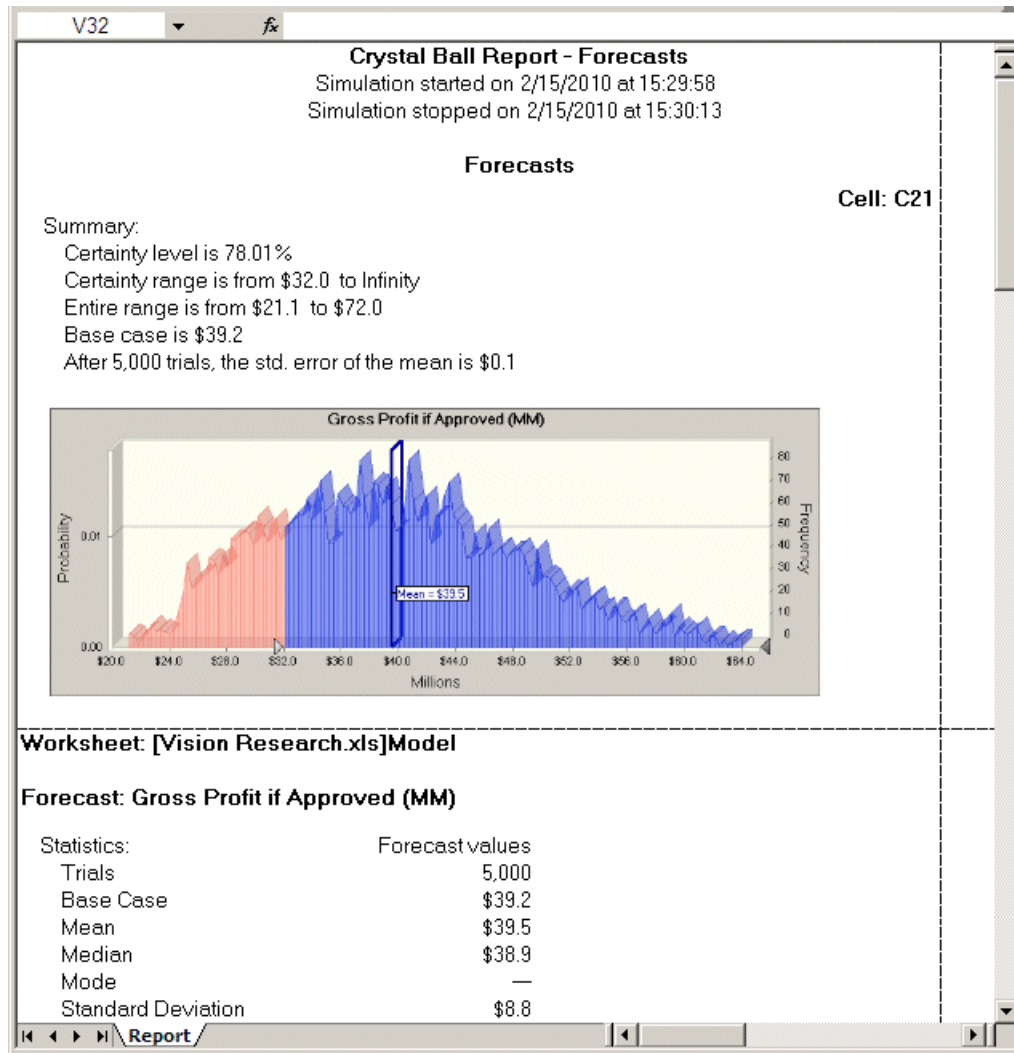 V32 fx
Crystal Ball Report - Forecasts
Simulation started on 2/15/2010 at 15:29:58
Simulation stopped on 2/15/2010 at 15:30:13
Forecasts
Cell: C21
Summary:
Certainty level is 78.01%
Certainty range is from $32.0 to Infinity
Entire range is from $21.1 to $72.0
Base case is $39.2
After 5,000 trials, the std. error of the mean is $0.1
Gross Profit if Approved (MM)
Probability
0.01
0.00
80
70
60
50
40
30
20
10
0
Frequency
Mean = $39.5
$20.0 $24.0 $28.0 $32.0 $36.0 $40.0 $44.0 $48.0 $52.0 $56.0 $60.0 $64.0
Millions
Worksheet: [Vision Research.xls]Model
Forecast: Gross Profit if Approved (MM)
Statistics: Forecast values
Trials 5,000
Base Case $39.2
Mean $39.5
Median $38.9
Mode —
Standard Deviation $8.8
Report